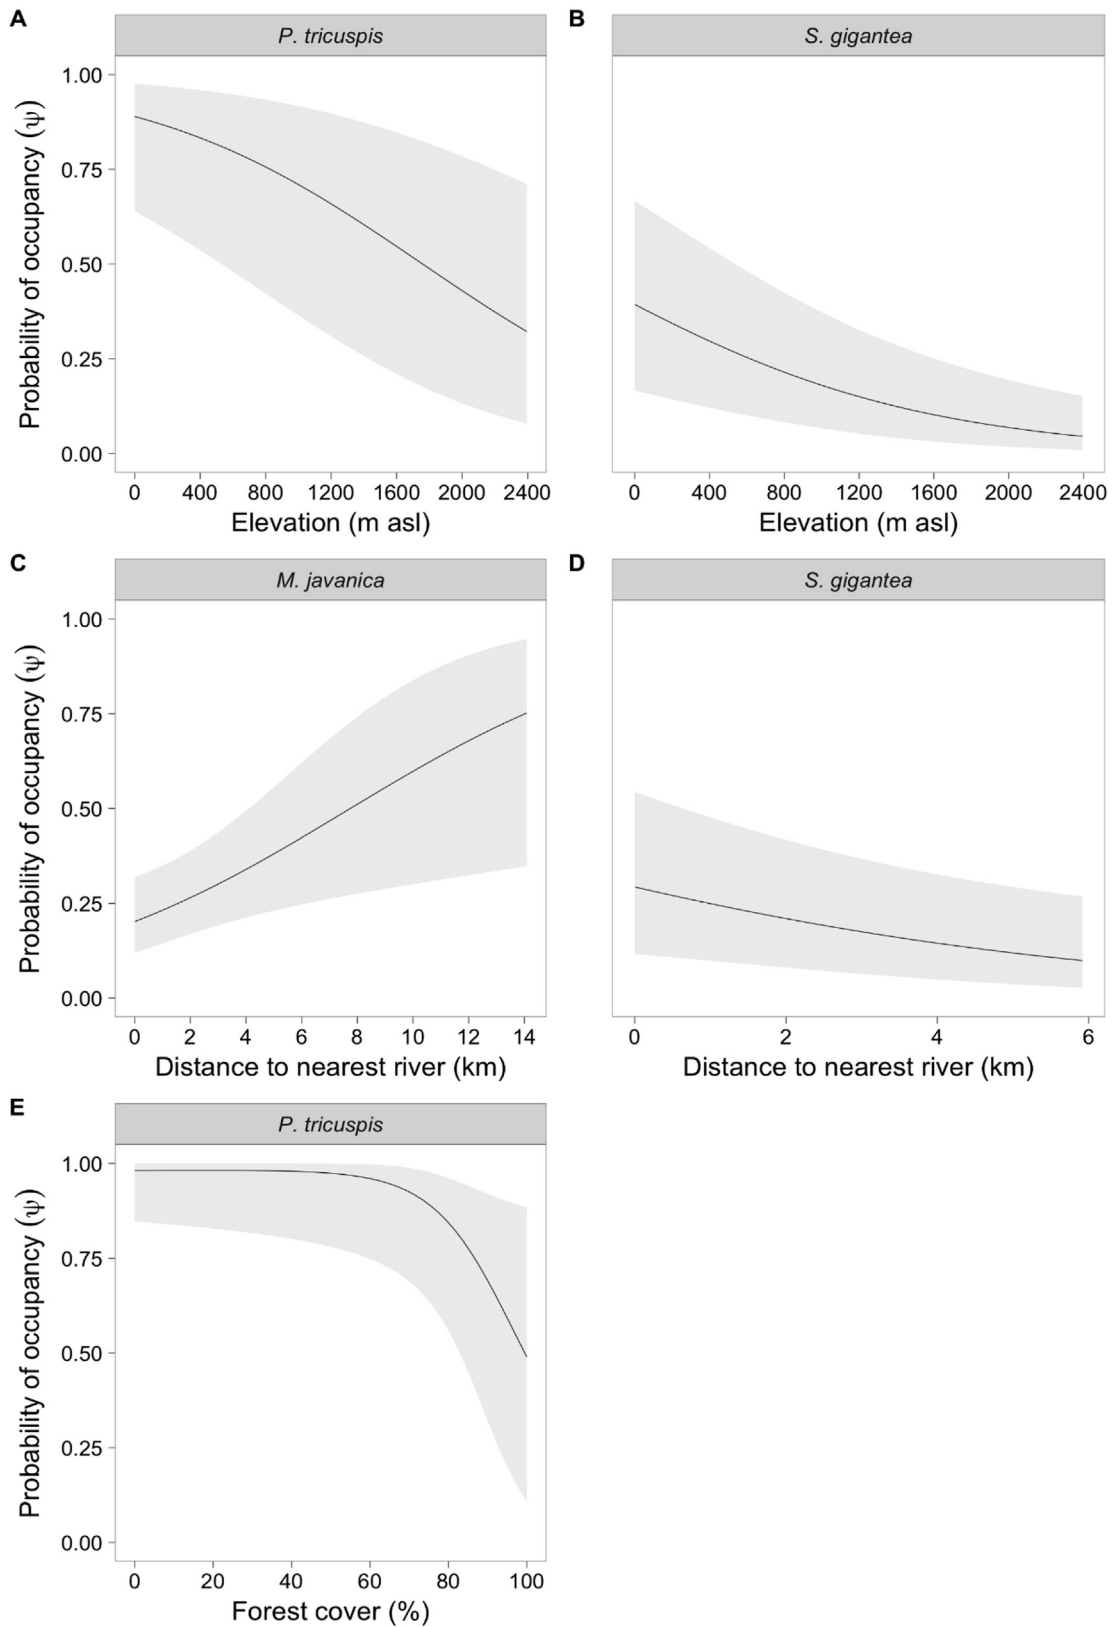 A
P. tricuspis
Probability of occupancy (ψ)
1.00
0.75
0.50
0.25
0.00
0 400 800 1200 1600 2000 2400
Elevation (m asl)
B
S. gigantea
0 400 800 1200 1600 2000 2400
Elevation (m asl)
C
M. javanica
Probability of occupancy (ψ)
1.00
0.75
0.50
0.25
0.00
0 2 4 6 8 10 12 14
Distance to nearest river (km)
D
S. gigantea
0 2 4 6
Distance to nearest river (km)
E
P. tricuspis
Probability of occupancy (ψ)
1.00
0.75
0.50
0.25
0.00
0 20 40 60 80 100
Forest cover (%)